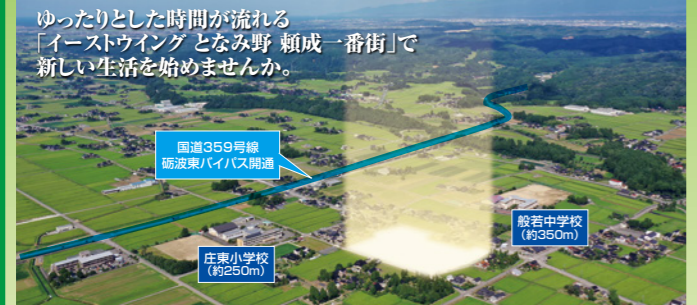 ゆったりとした時間が流れる
「イーストウイング となみ野 頼成一番街」で
新しい生活を始めませんか。
国道359号線
砺波東バイパス開通
般若中学校
(約350m)
庄東小学校
(約250m)